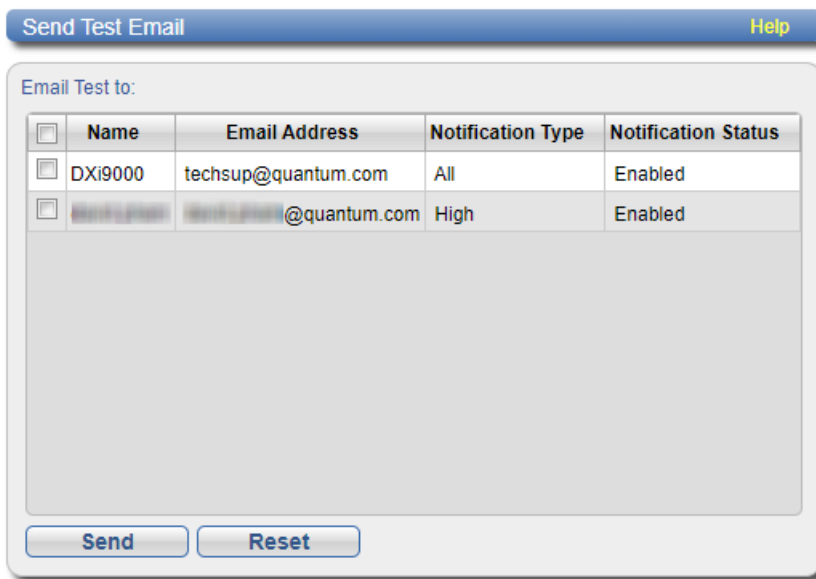 Send Test Email Help
Email Test to:
Name Email Address Notification Type Notification Status
DXi9000 techsup@quantum.com All Enabled
@quantum.com High Enabled
Send Reset